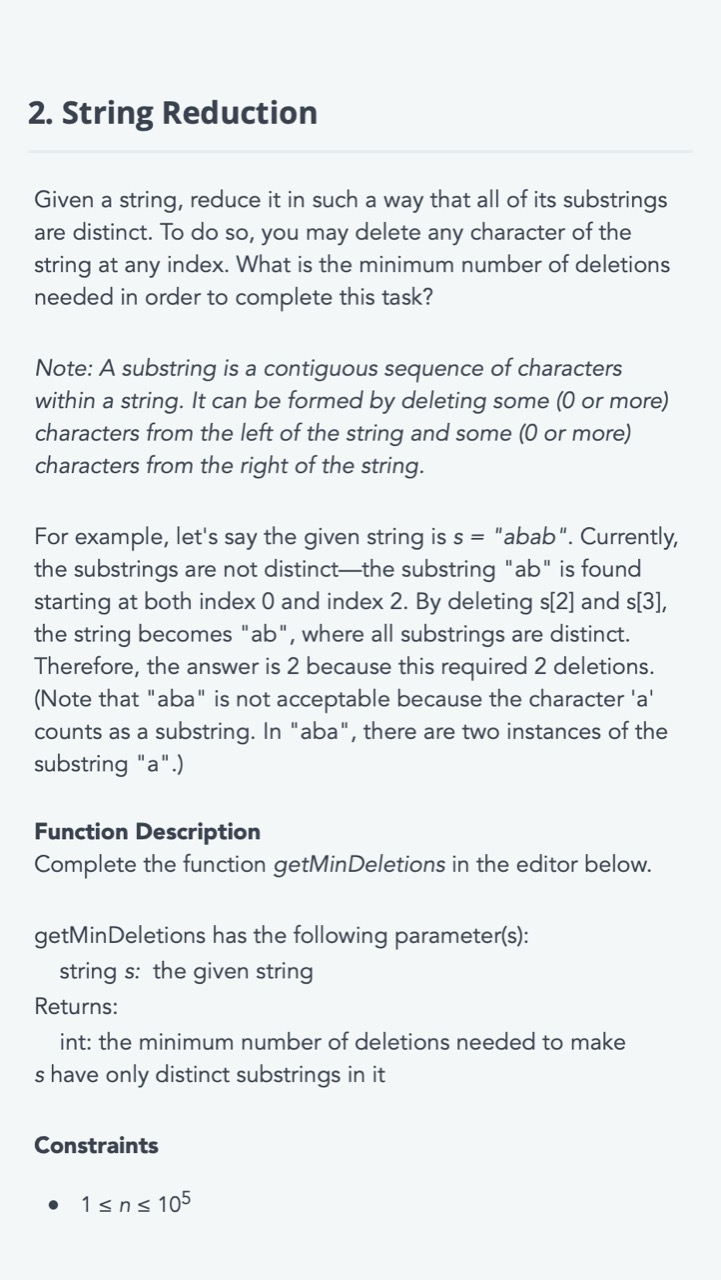 2. String Reduction
Given a string, reduce it in such a way that all of its substrings
are distinct. To do so, you may delete any character of the
string at any index. What is the minimum number of deletions
needed in order to complete this task?
Note: A substring is a contiguous sequence of characters
within a string. It can be formed by deleting some (0 or more)
characters from the left of the string and some (0 or more)
characters from the right of the string.
For example, let's say the given string is s = "abab". Currently,
the substrings are not distinct—the substring "ab" is found
starting at both index 0 and index 2. By deleting s[2] and s[3],
the string becomes "ab", where all substrings are distinct.
Therefore, the answer is 2 because this required 2 deletions.
(Note that "aba" is not acceptable because the character 'a'
counts as a substring. In "aba", there are two instances of the
substring "a".)
Function Description
Complete the function getMinDeletions in the editor below.
getMinDeletions has the following parameter(s):
string s: the given string
Returns:
int: the minimum number of deletions needed to make
s have only distinct substrings in it
Constraints
• 1 ≤ n ≤ 10⁵